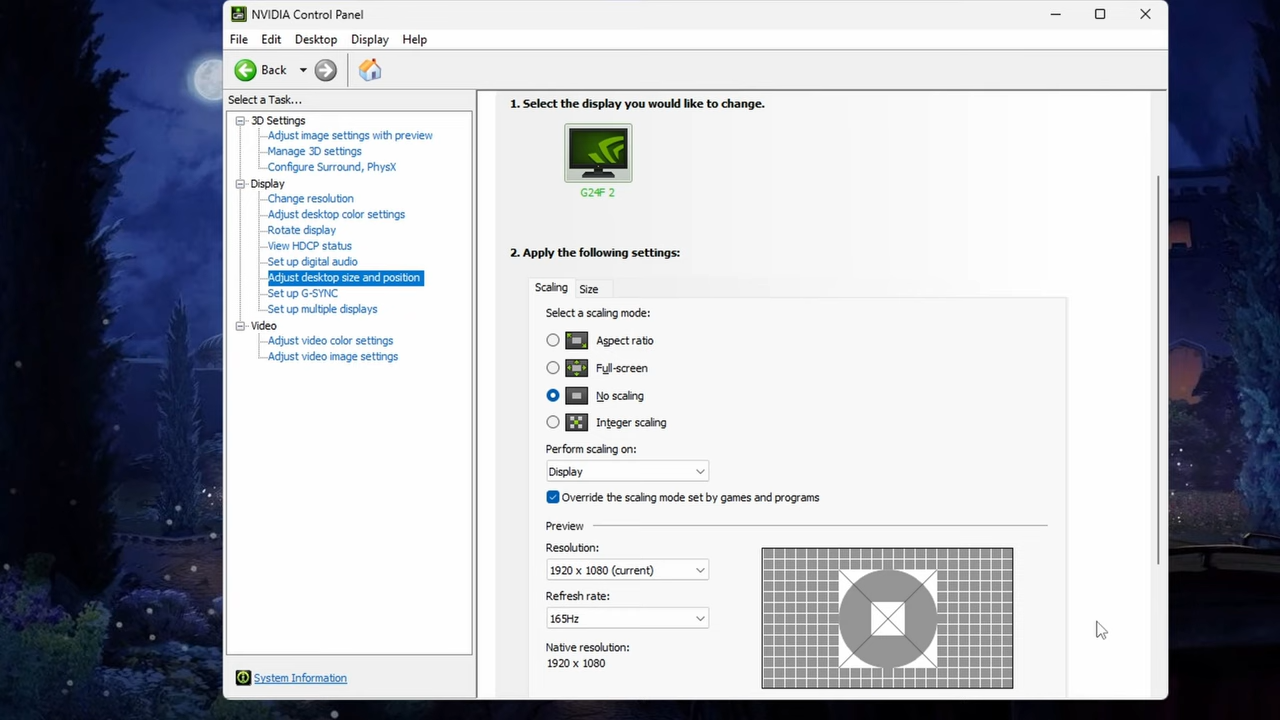 NVIDIA Control Panel
File Edit Desktop Display Help
Back
Select a Task...
3D Settings
Adjust image settings with preview
Manage 3D settings
Configure Surround, PhysX
Display
Change resolution
Adjust desktop color settings
Rotate display
View HDCP status
Set up digital audio
Adjust desktop size and position
Set up G-SYNC
Set up multiple displays
Video
Adjust video color settings
Adjust video image settings
System Information
1. Select the display you would like to change.
G24F 2
2. Apply the following settings:
Scaling Size
Select a scaling mode:
Aspect ratio
Full-screen
No scaling
Integer scaling
Perform scaling on:
Display
Override the scaling mode set by games and programs
Preview
Resolution:
1920 x 1080 (current)
Refresh rate:
165Hz
Native resolution:
1920 x 1080